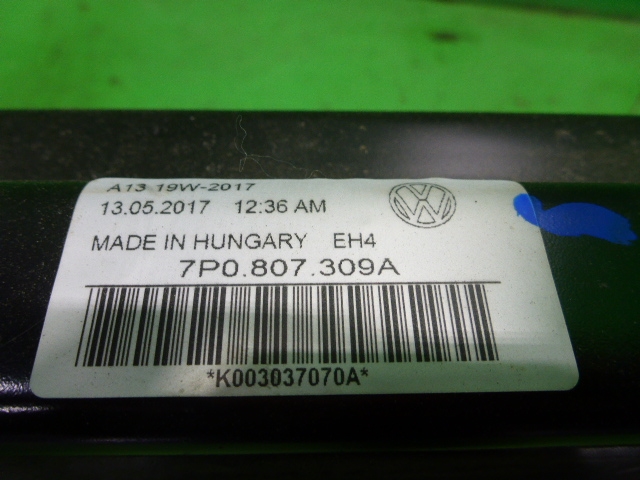 A13 19W-2017
13.05.2017 12:36 AM
MADE IN HUNGARY EH4
7P0.807.309A
*K003037070A*